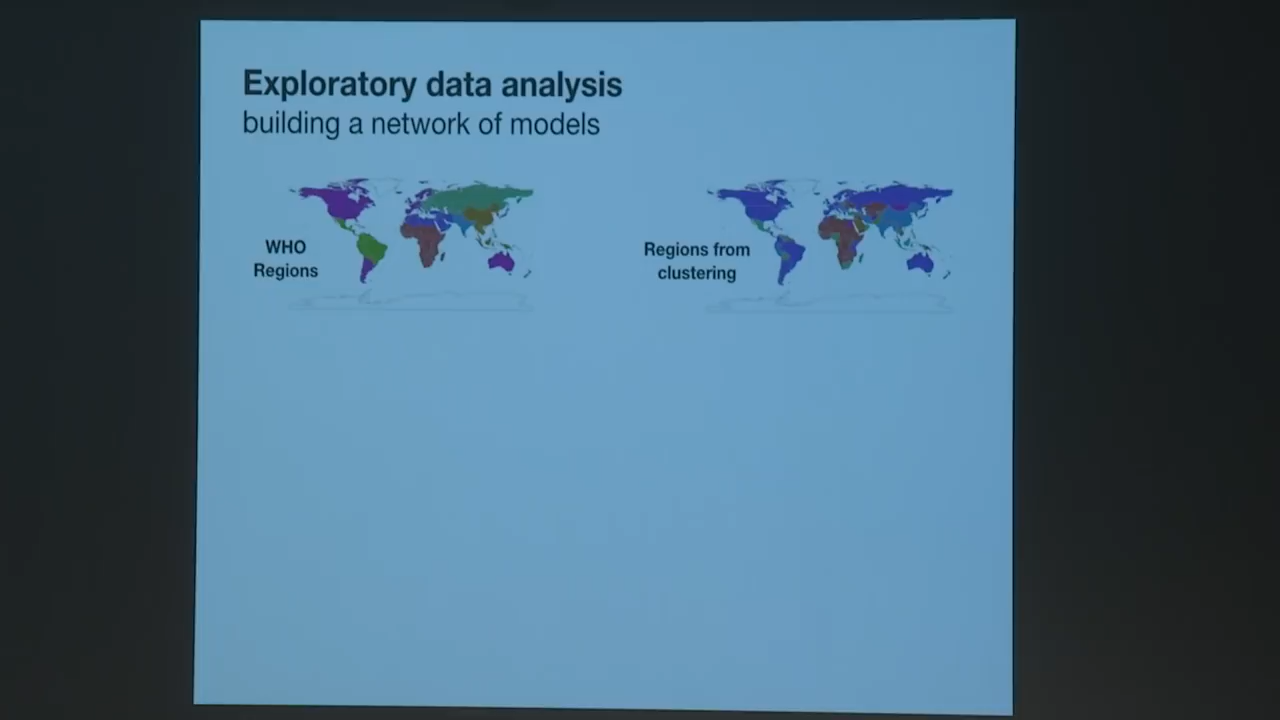 Exploratory data analysis
building a network of models
WHO
Regions
Regions from
clustering